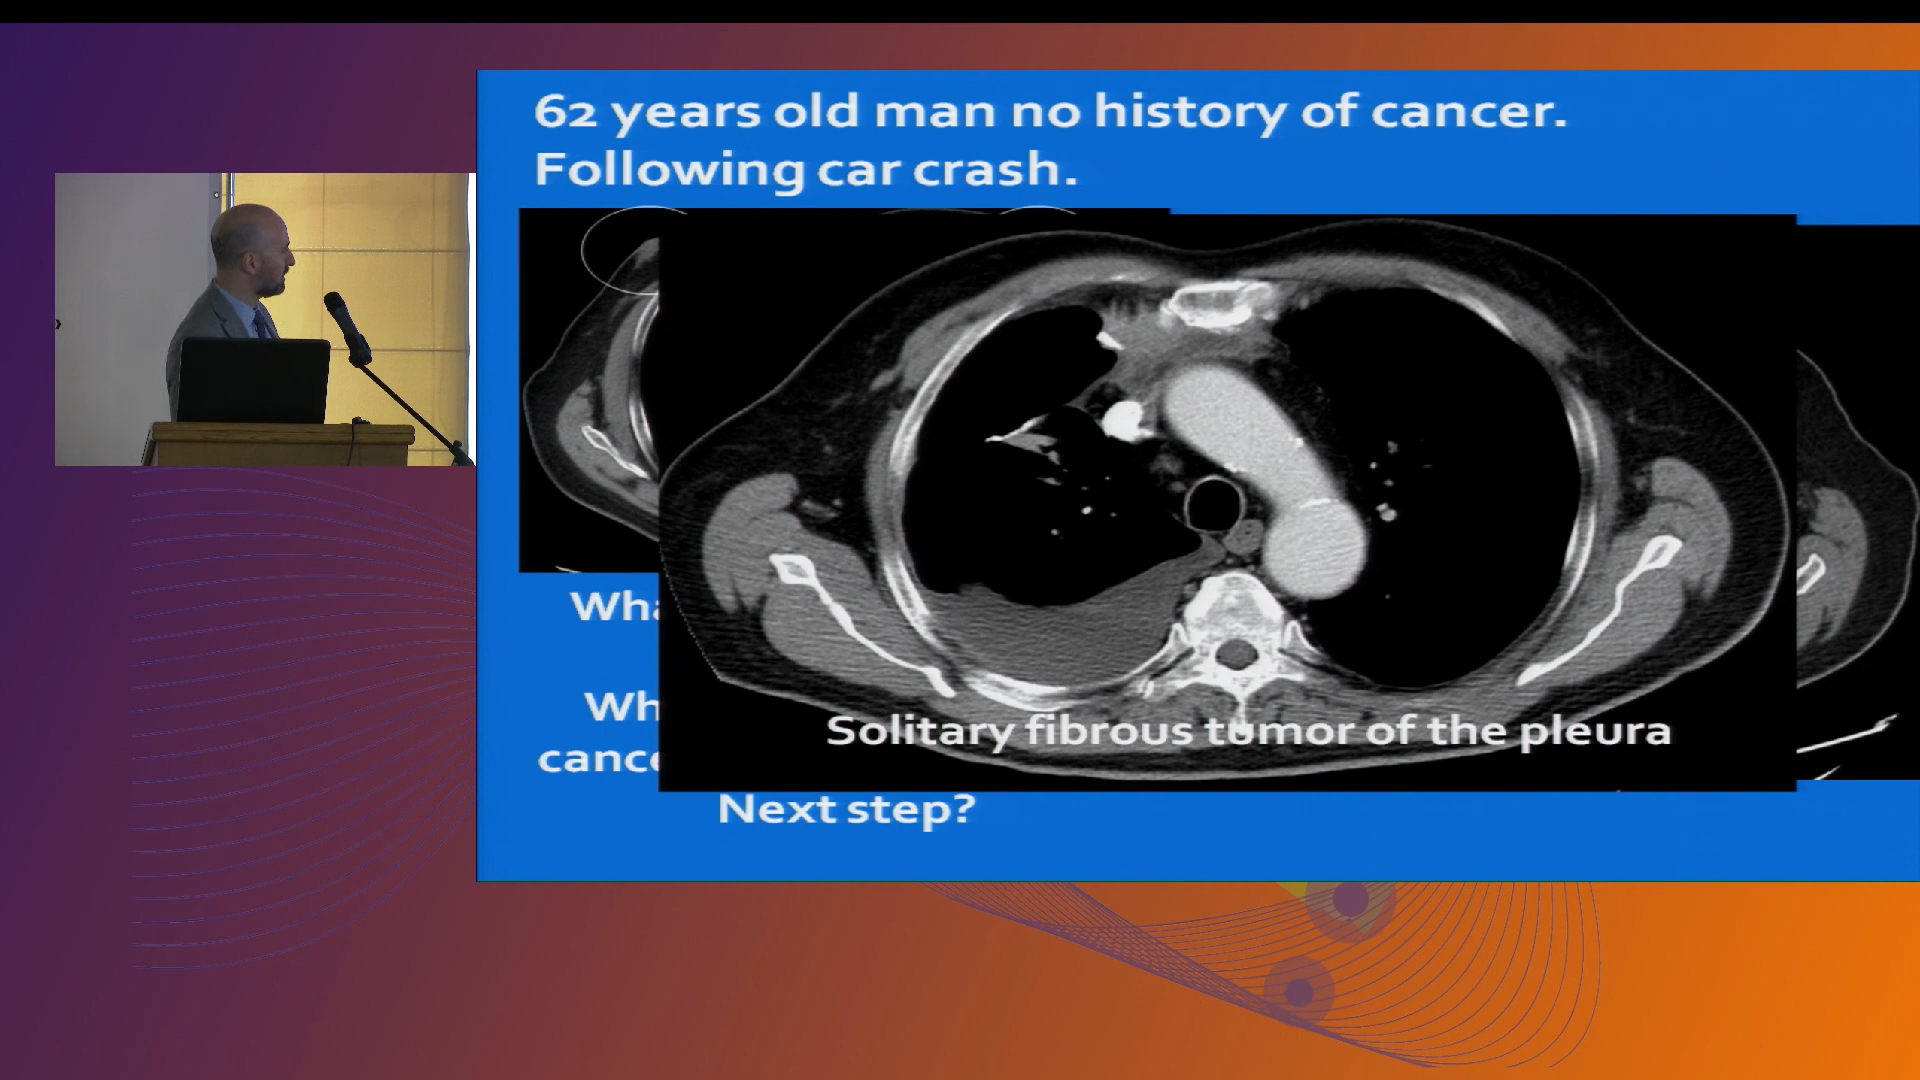 62 years old man no history of cancer.
Following car crash.
Solitary fibrous tumor of the pleura
Next step?